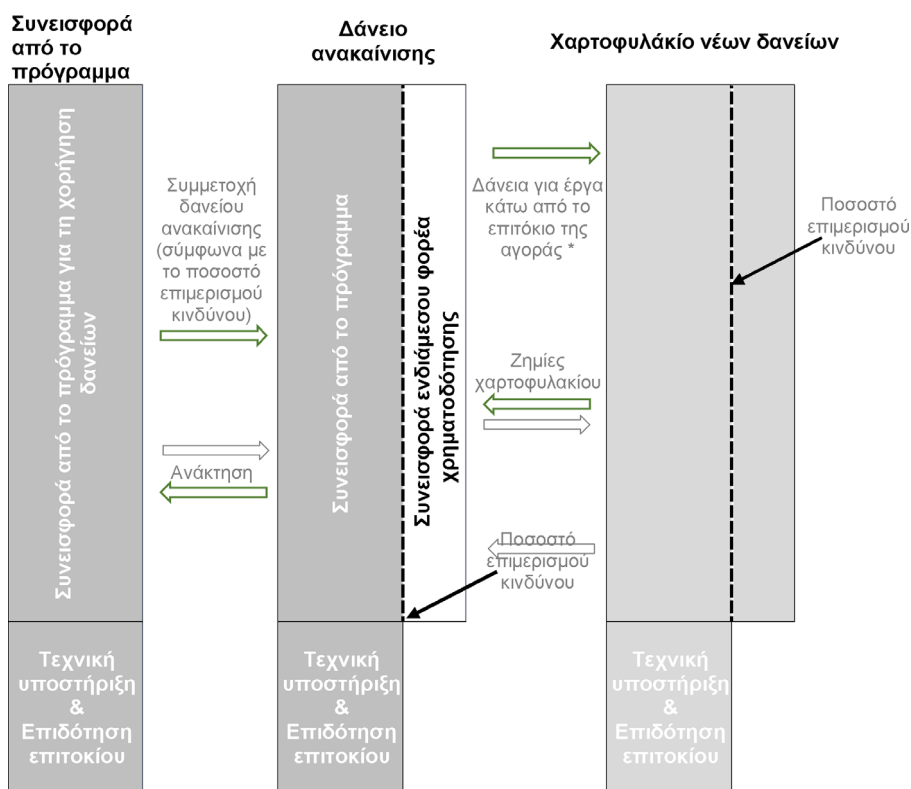 Συνεισφορά
από το
πρόγραμμα
Δάνειο
ανακαίνισης
Χαρτοφυλάκίο νέων δανείων
Συνεισφορά από το πρόγραμμα για τη χορήγηση
δανείων
Συμμετοχή
δανείου
ανακαίνισης
(σύμφωνα με
το ποσοστό
επιμερισμού
κινδύνου)
Ανάκτηση
Συνεισφορά από το πρόγραμμα
Συνεισφορά ενδιάμεσου φορέα
χρηματοδότησης
Δάνεια για έργα
κάτω από το
επιτόκιο της
αγοράς *
Ζημίες
χαρτοφυλακίου
Ποσοστό
επιμερισμού
κινδύνου
Ποσοστό
επιμερισμού
κινδύνου
Τεχνική
υποστήριξη
&
Επιδότηση
επιτοκίου
Τεχνική
υποστήριξη
&
Επιδότηση
επιτοκίου
Τεχνική
υποστήριξη
&
Επιδότηση
επιτοκίου